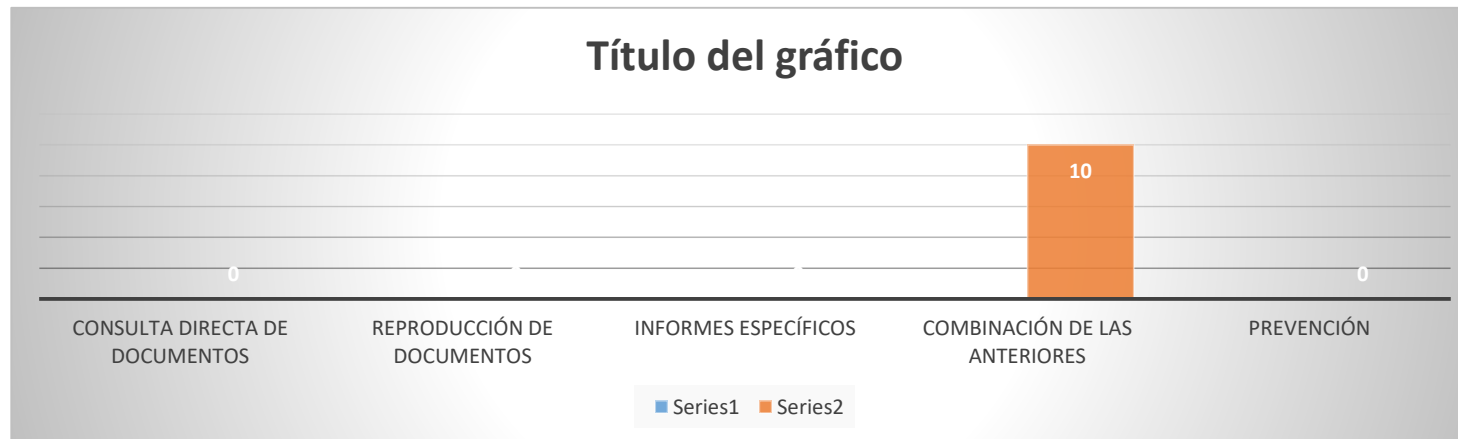 Título del gráfico
10
0
0
CONSULTA DIRECTA DE
DOCUMENTOS
REPRODUCCIÓN DE
DOCUMENTOS
INFORMES ESPECÍFICOS
COMBINACIÓN DE LAS
ANTERIORES
PREVENCIÓN
Series1
Series2